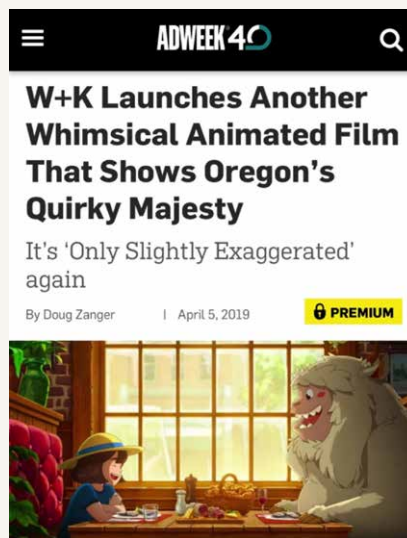 ADWEEK 40
W+K Launches Another
Whimsical Animated Film
That Shows Oregon's
Quirky Majesty
It's 'Only Slightly Exaggerated'
again
By Doug Zanger | April 5, 2019 PREMIUM